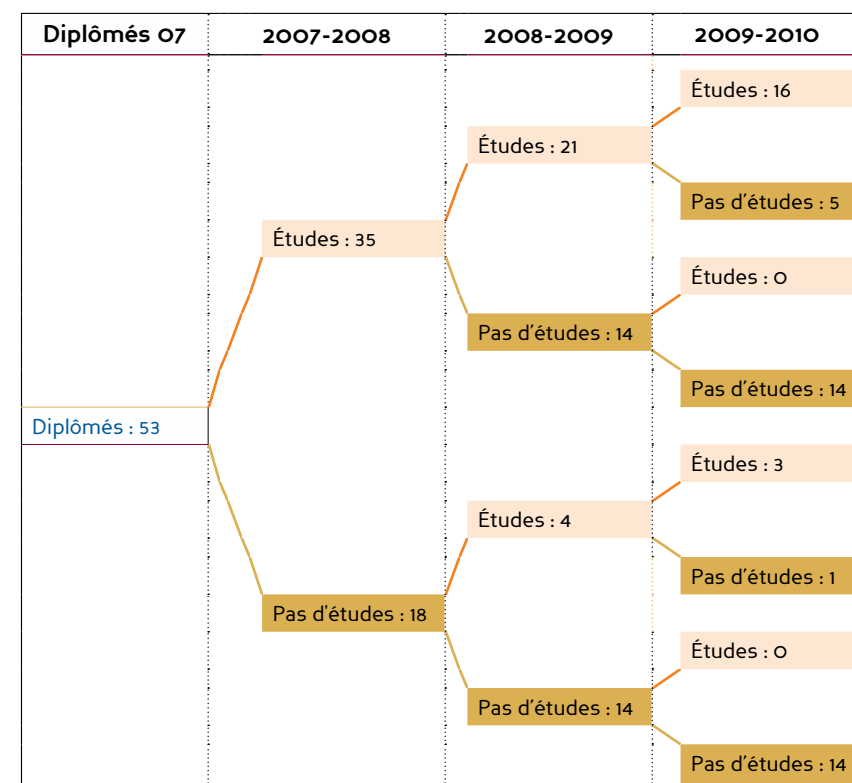 Diplômés 07 2007-2008 2008-2009 2009-2010
Études : 16
Études : 21
Pas d'études : 5
Études : 35
Études : 0
Pas d'études : 14
Pas d'études : 14
Diplômés : 53
Études : 3
Études : 4
Pas d'études : 1
Pas d'études : 18
Études : 0
Pas d'études : 14
Pas d'études : 14